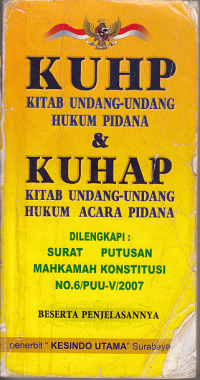 KUHP
KITAB UNDANG-UNDANG
HUKUM PIDANA
&
KUHAP
KITAB UNDANG-UNDANG
HUKUM ACARA PIDANA
DILENGKAPI :
SURAT PUTUSAN
MAHKAMAH KONSTITUSI
NO.6/PUU-V/2007
BESERTA PENJELASANNYA
penerbit " KESINDO UTAMA" Surabaya